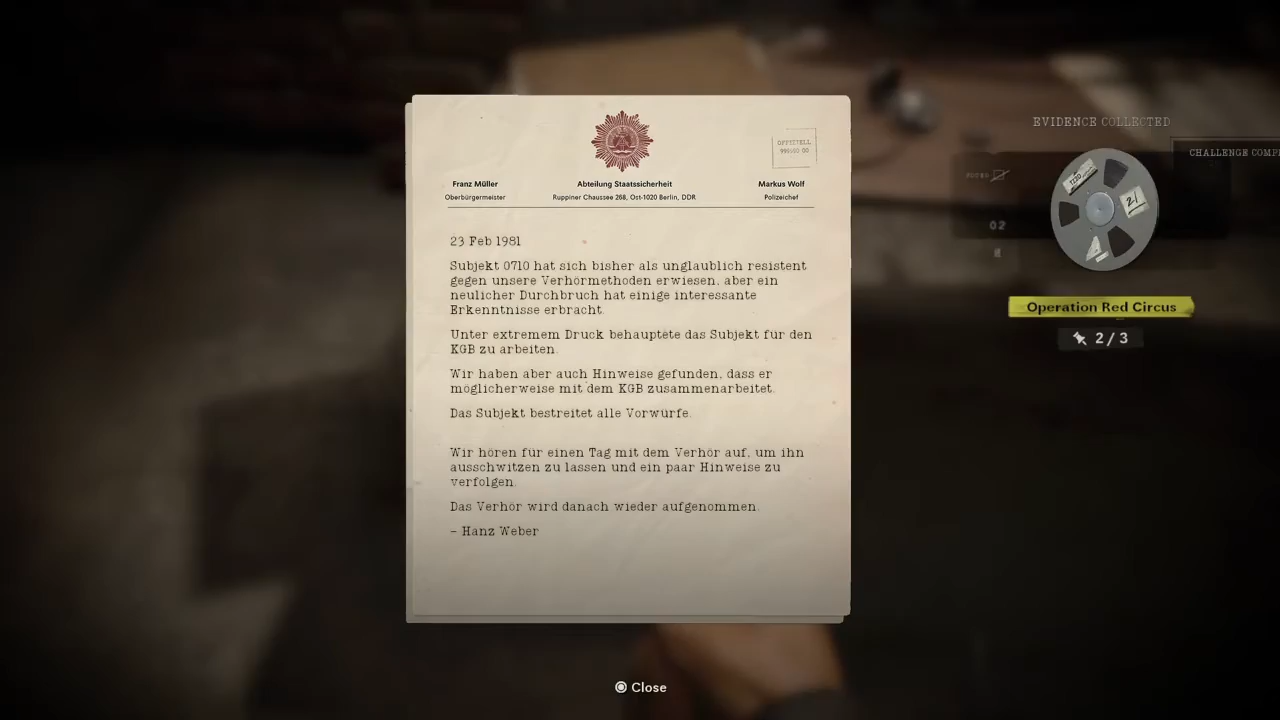 EVIDENCE COLLECTED
CHALLENGE COMP
OFFIZIELL
Franz Müller
Abteilung Staatssicherheit
Markus Wolf
Oberbürgermeister
Ruppiner Chaussee 268, Ost-1020 Berlin, DDR
Polizeichef
02
23 Feb 1981
Subjekt 0710 hat sich bisher als unglaublich resistent
gegen unsere Verhörmethoden erwiesen, aber ein
neulicher Durchbruch hat einige interessante
Erkenntnisse erbracht.
Unter extremem Druck behauptete das Subjekt für den
KGB zu arbeiten.
Wir haben aber auch Hinweise gefunden, dass er
möglicherweise mit dem KGB zusammenarbeitet.
Das Subjekt bestreitet alle Vorwürfe.
Wir hören für einen Tag mit dem Verhör auf, um ihn
ausschwitzen zu lassen und ein paar Hinweise zu
verfolgen.
Das Verhör wird danach wieder aufgenommen.
– Hanz Weber
Operation Red Circus
2/3
Close